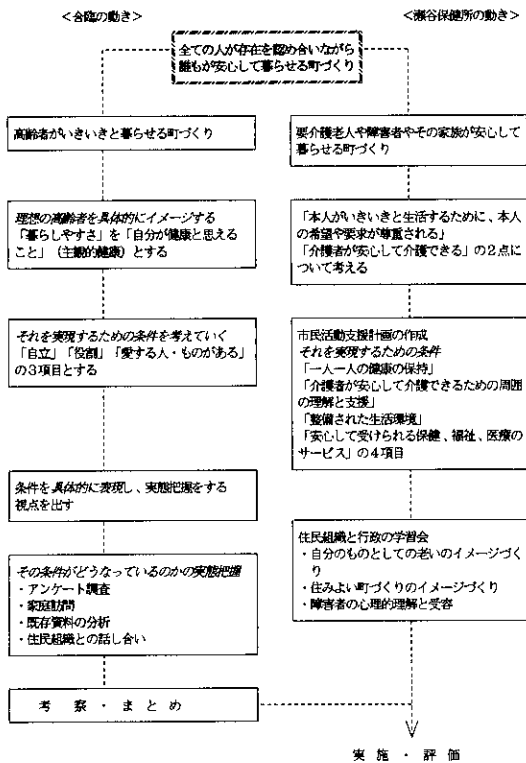 ＜合臨の動き＞
＜瀬谷保健所の動き＞
全ての人が存在を認め合いながら
誰もが安心して暮らせる町づくり
高齢者がいきいきと暮らせる町づくり
理想の高齢者を具体的にイメージする
「暮らしやすさ」を「自分が健康と思える
こと」（主観的健康）とする
それを実現するための条件を考えていく
「自立」「役割」「愛する人・ものがある」
の３項目とする
条件を具体的に表現し、実態把握をする
視点を出す
その条件がどうなっているのかの実態把握
・アンケート調査
・家庭訪問
・既存資料の分析
・住民組織との話し合い
考　察　・　ま　と　め
要介護老人や障害者やその家族が安心して
暮らせる町づくり
「本人がいきいきと生活するために、本人
の希望や要求が尊重される」
「介護者が安心して介護できる」の２点に
ついて考える
市民活動支援計画の作成
それを実現するための条件
「一人一人の健康の保持」
「介護者が安心して介護できるための周囲
の理解と支援」
「整備された生活環境」
「安心して受けられる保健、福祉、医療の
サービス」の４項目
住民組織と行政の学習会
・自分のものとしての老いのイメージづく
り
・住みよい町づくりのイメージづくり
・障害者の心理的理解と受容
実　施　・　評　価